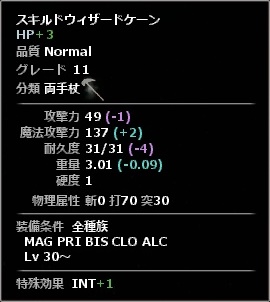 スキルドウィザードケーン
HP+3
品質 Normal
グレード 11
分類 両手杖
攻撃力 49 (-1)
魔法攻撃力 137 (+2)
耐久度 31/31 (-4)
重量 3.01 (-0.09)
硬度 1
物理属性 斬0 打70 突30
装備条件 全種族
MAG PRI BIS CLO ALC
Lv 30～
特殊効果 INT+1